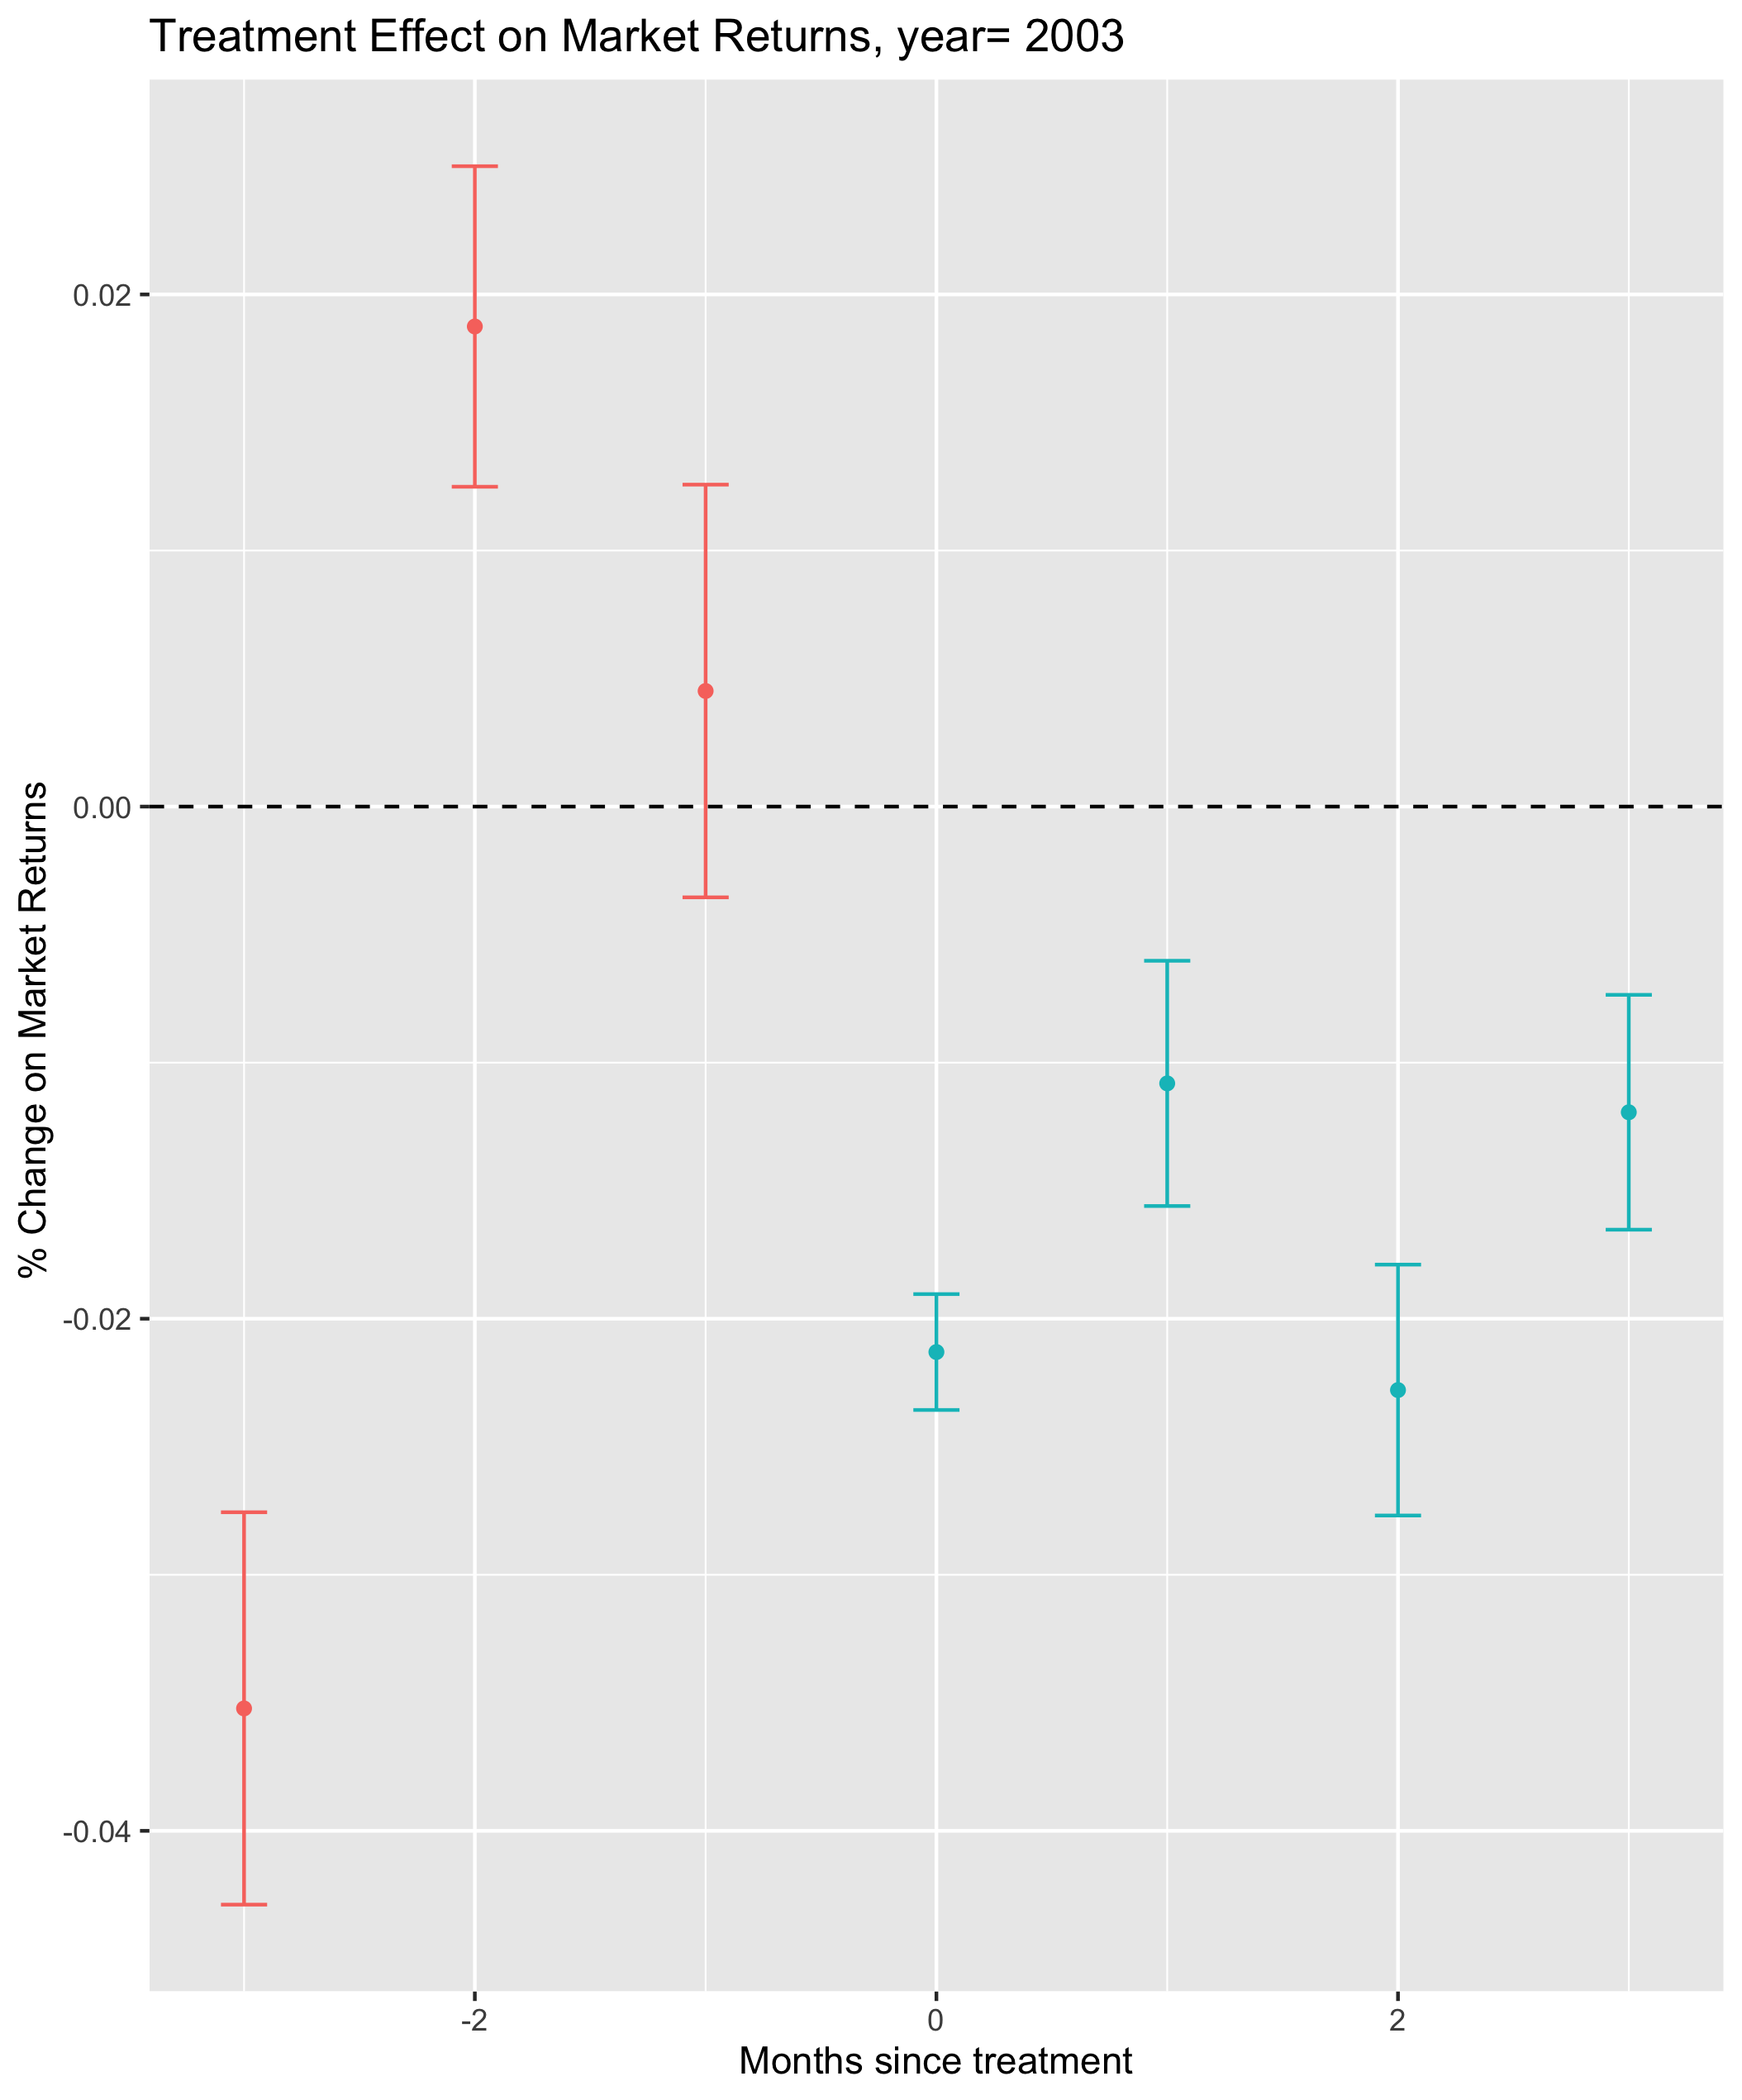 Treatment Effect on Market Returns, year= 2003
% Change on Market Returns
0.02
0.00
-0.02
-0.04
-2
0
2
Months since treatment